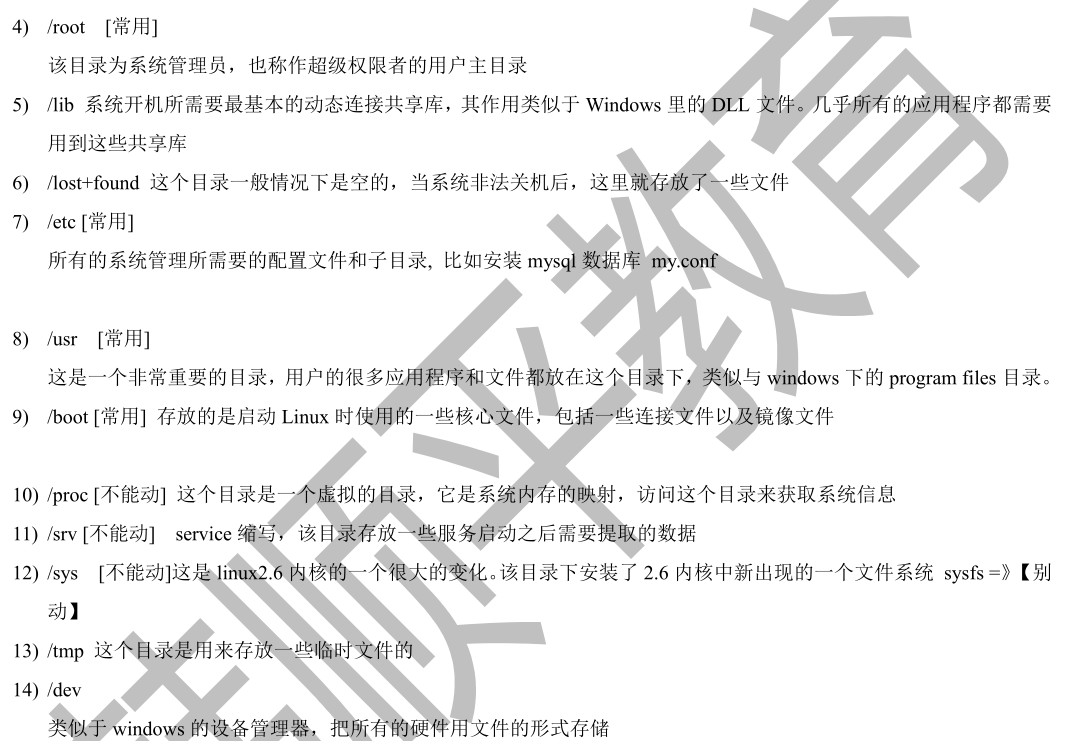 4) /root [常用]
该目录为系统管理员，也称作超级权限者的用户主目录
5) /lib 系统开机所需要最基本的动态连接共享库，其作用类似于 Windows 里的 DLL 文件。几乎所有的应用程序都需要
用到这些共享库
6) /lost+found 这个目录一般情况下是空的，当系统非法关机后，这里就存放了一些文件
7) /etc [常用]
所有的系统管理所需要的配置文件和子目录, 比如安装 mysql 数据库 my.conf
8) /usr [常用]
这是一个非常重要的目录，用户的很多应用程序和文件都放在这个目录下，类似与 windows 下的 program files 目录。
9) /boot [常用] 存放的是启动 Linux 时使用的一些核心文件，包括一些连接文件以及镜像文件
10) /proc [不能动] 这个目录是一个虚拟的目录，它是系统内存的映射，访问这个目录来获取系统信息
11) /srv [不能动] service 缩写，该目录存放一些服务启动之后需要提取的数据
12) /sys [不能动]这是 linux2.6 内核的一个很大的变化。该目录下安装了 2.6 内核中新出现的一个文件系统 sysfs =》【别
动】
13) /tmp 这个目录是用来存放一些临时文件的
14) /dev
类似于 windows 的设备管理器，把所有的硬件用文件的形式存储
顺平教育